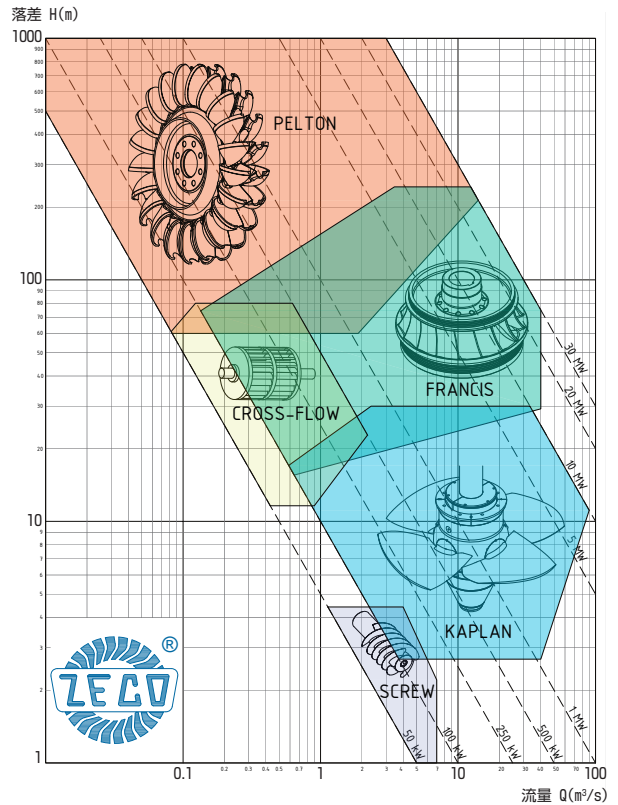 落差 H(m)
1000
900
800
700
600
500
400
300
200
100
90
80
70
60
50
40
30
20
10
9
8
7
6
5
4
3
2
1
PELTON
FRANCIS
CROSS-FLOW
KAPLAN
SCREW
30 MW
20 MW
10 MW
5 MW
1 MW
500 kW
250 kW
100 kW
50 kW
ZECO
®
0.1
0.2
0.3
0.4
0.5
0.7
1
2
3
4
5
7
10
20
30
40
50
70
100
流量 Q(m³/s)